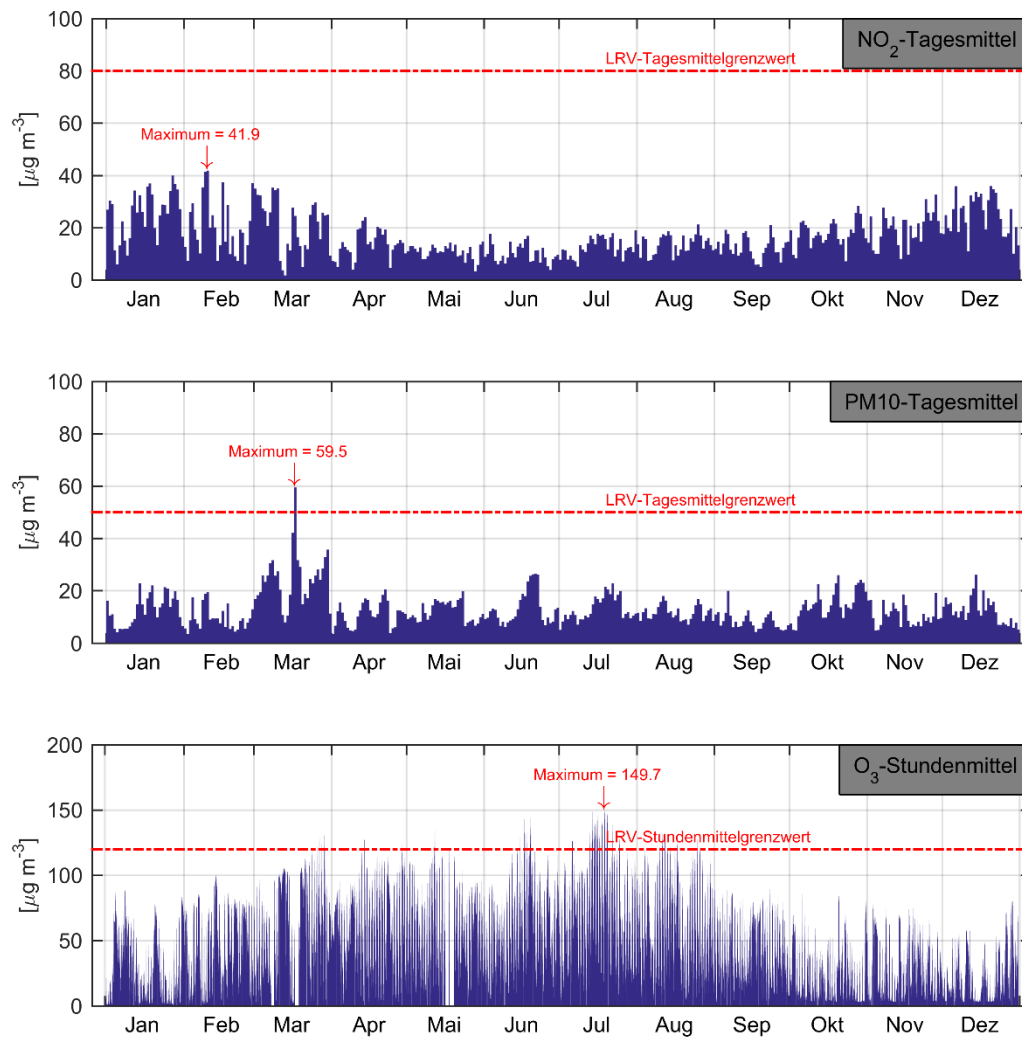 NO2-Tagesmittel
LRV-Tagesmittelgrenzwert
Maximum = 41.9
[µg m-3]
100
80
60
40
20
0
Jan Feb Mar Apr Mai Jun Jul Aug Sep Okt Nov Dez
PM10-Tagesmittel
Maximum = 59.5
LRV-Tagesmittelgrenzwert
[µg m-3]
100
80
60
40
20
0
Jan Feb Mar Apr Mai Jun Jul Aug Sep Okt Nov Dez
O3-Stundenmittel
Maximum = 149.7
LRV-Stundenmittelgrenzwert
[µg m-3]
200
150
100
50
0
Jan Feb Mar Apr Mai Jun Jul Aug Sep Okt Nov Dez